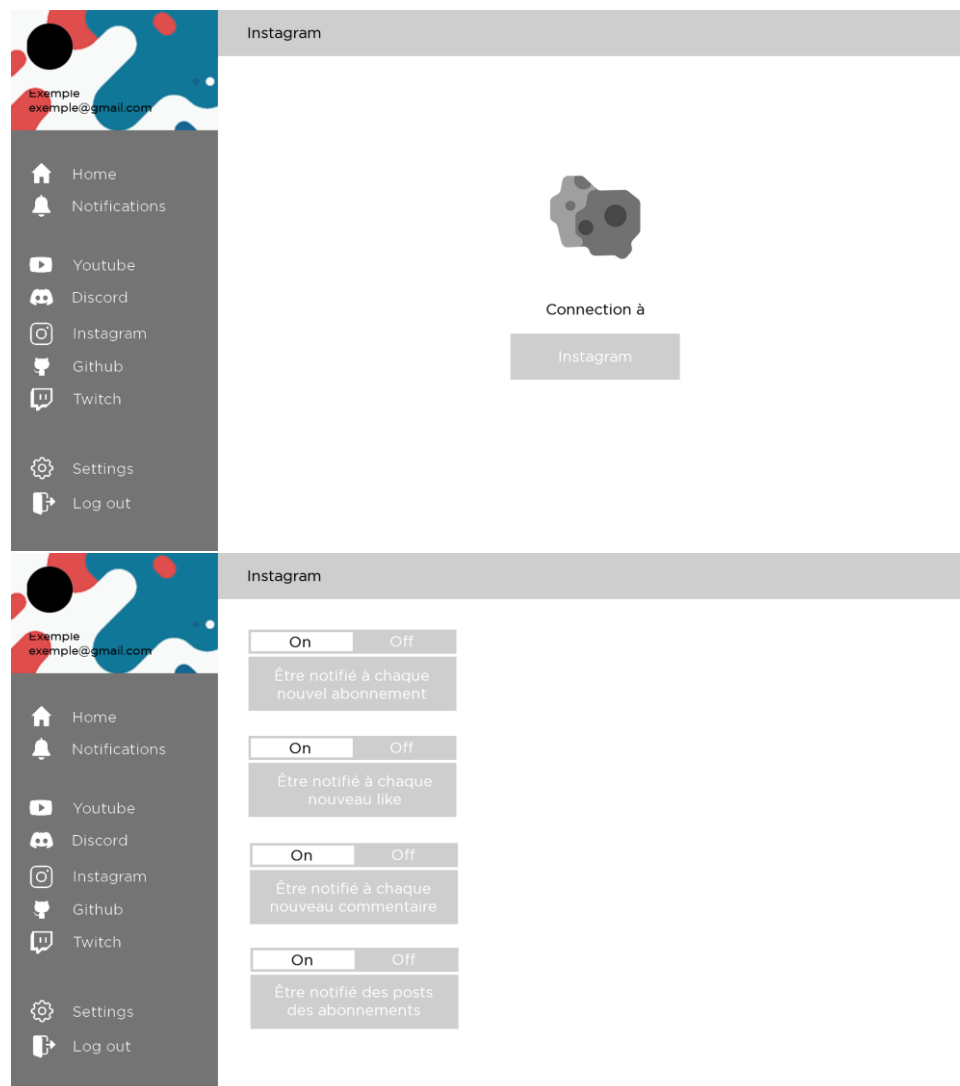 Instagram
Exemple
exemple@gmail.com
Home
Notifications
Youtube
Discord
Instagram
Github
Twitch
Settings
Log out
Connection à
Instagram
Instagram
Exemple
exemple@gmail.com
Home
Notifications
Youtube
Discord
Instagram
Github
Twitch
Settings
Log out
On Off
Être notifié à chaque
nouvel abonnement
On Off
Être notifié à chaque
nouveau like
On Off
Être notifié à chaque
nouveau commentaire
On Off
Être notifié des posts
des abonnements